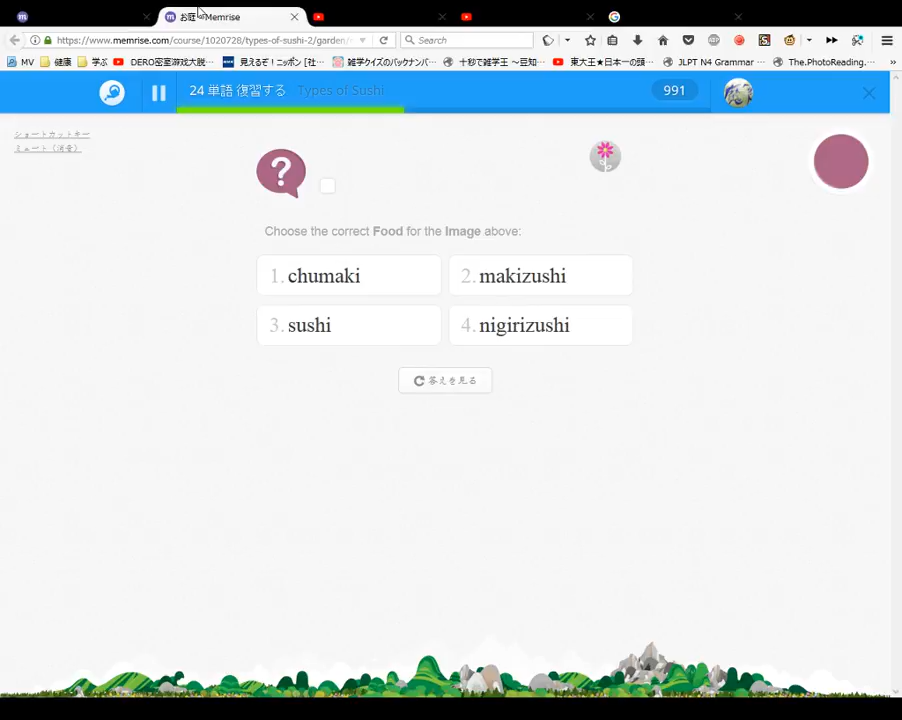 お庭 - Memrise
https://www.memrise.com/course/1020728/types-of-sushi-2/garden/
Search
MV 健康 学ぶ DERO密室游戏大脱… 見えるぞ！ニッポン [社… 雑学クイズのバックナンバ… 十秒で雑学王 ～豆知… 東大王★日本一の頭… JLPT N4 Grammar … The.PhotoReading.… »
24 単語 復習する Types of Sushi 991
ショートカットキー
ミュート（消音）
?
Choose the correct Food for the Image above:
1. chumaki 2. makizushi
3. sushi 4. nigirizushi
答えを見る